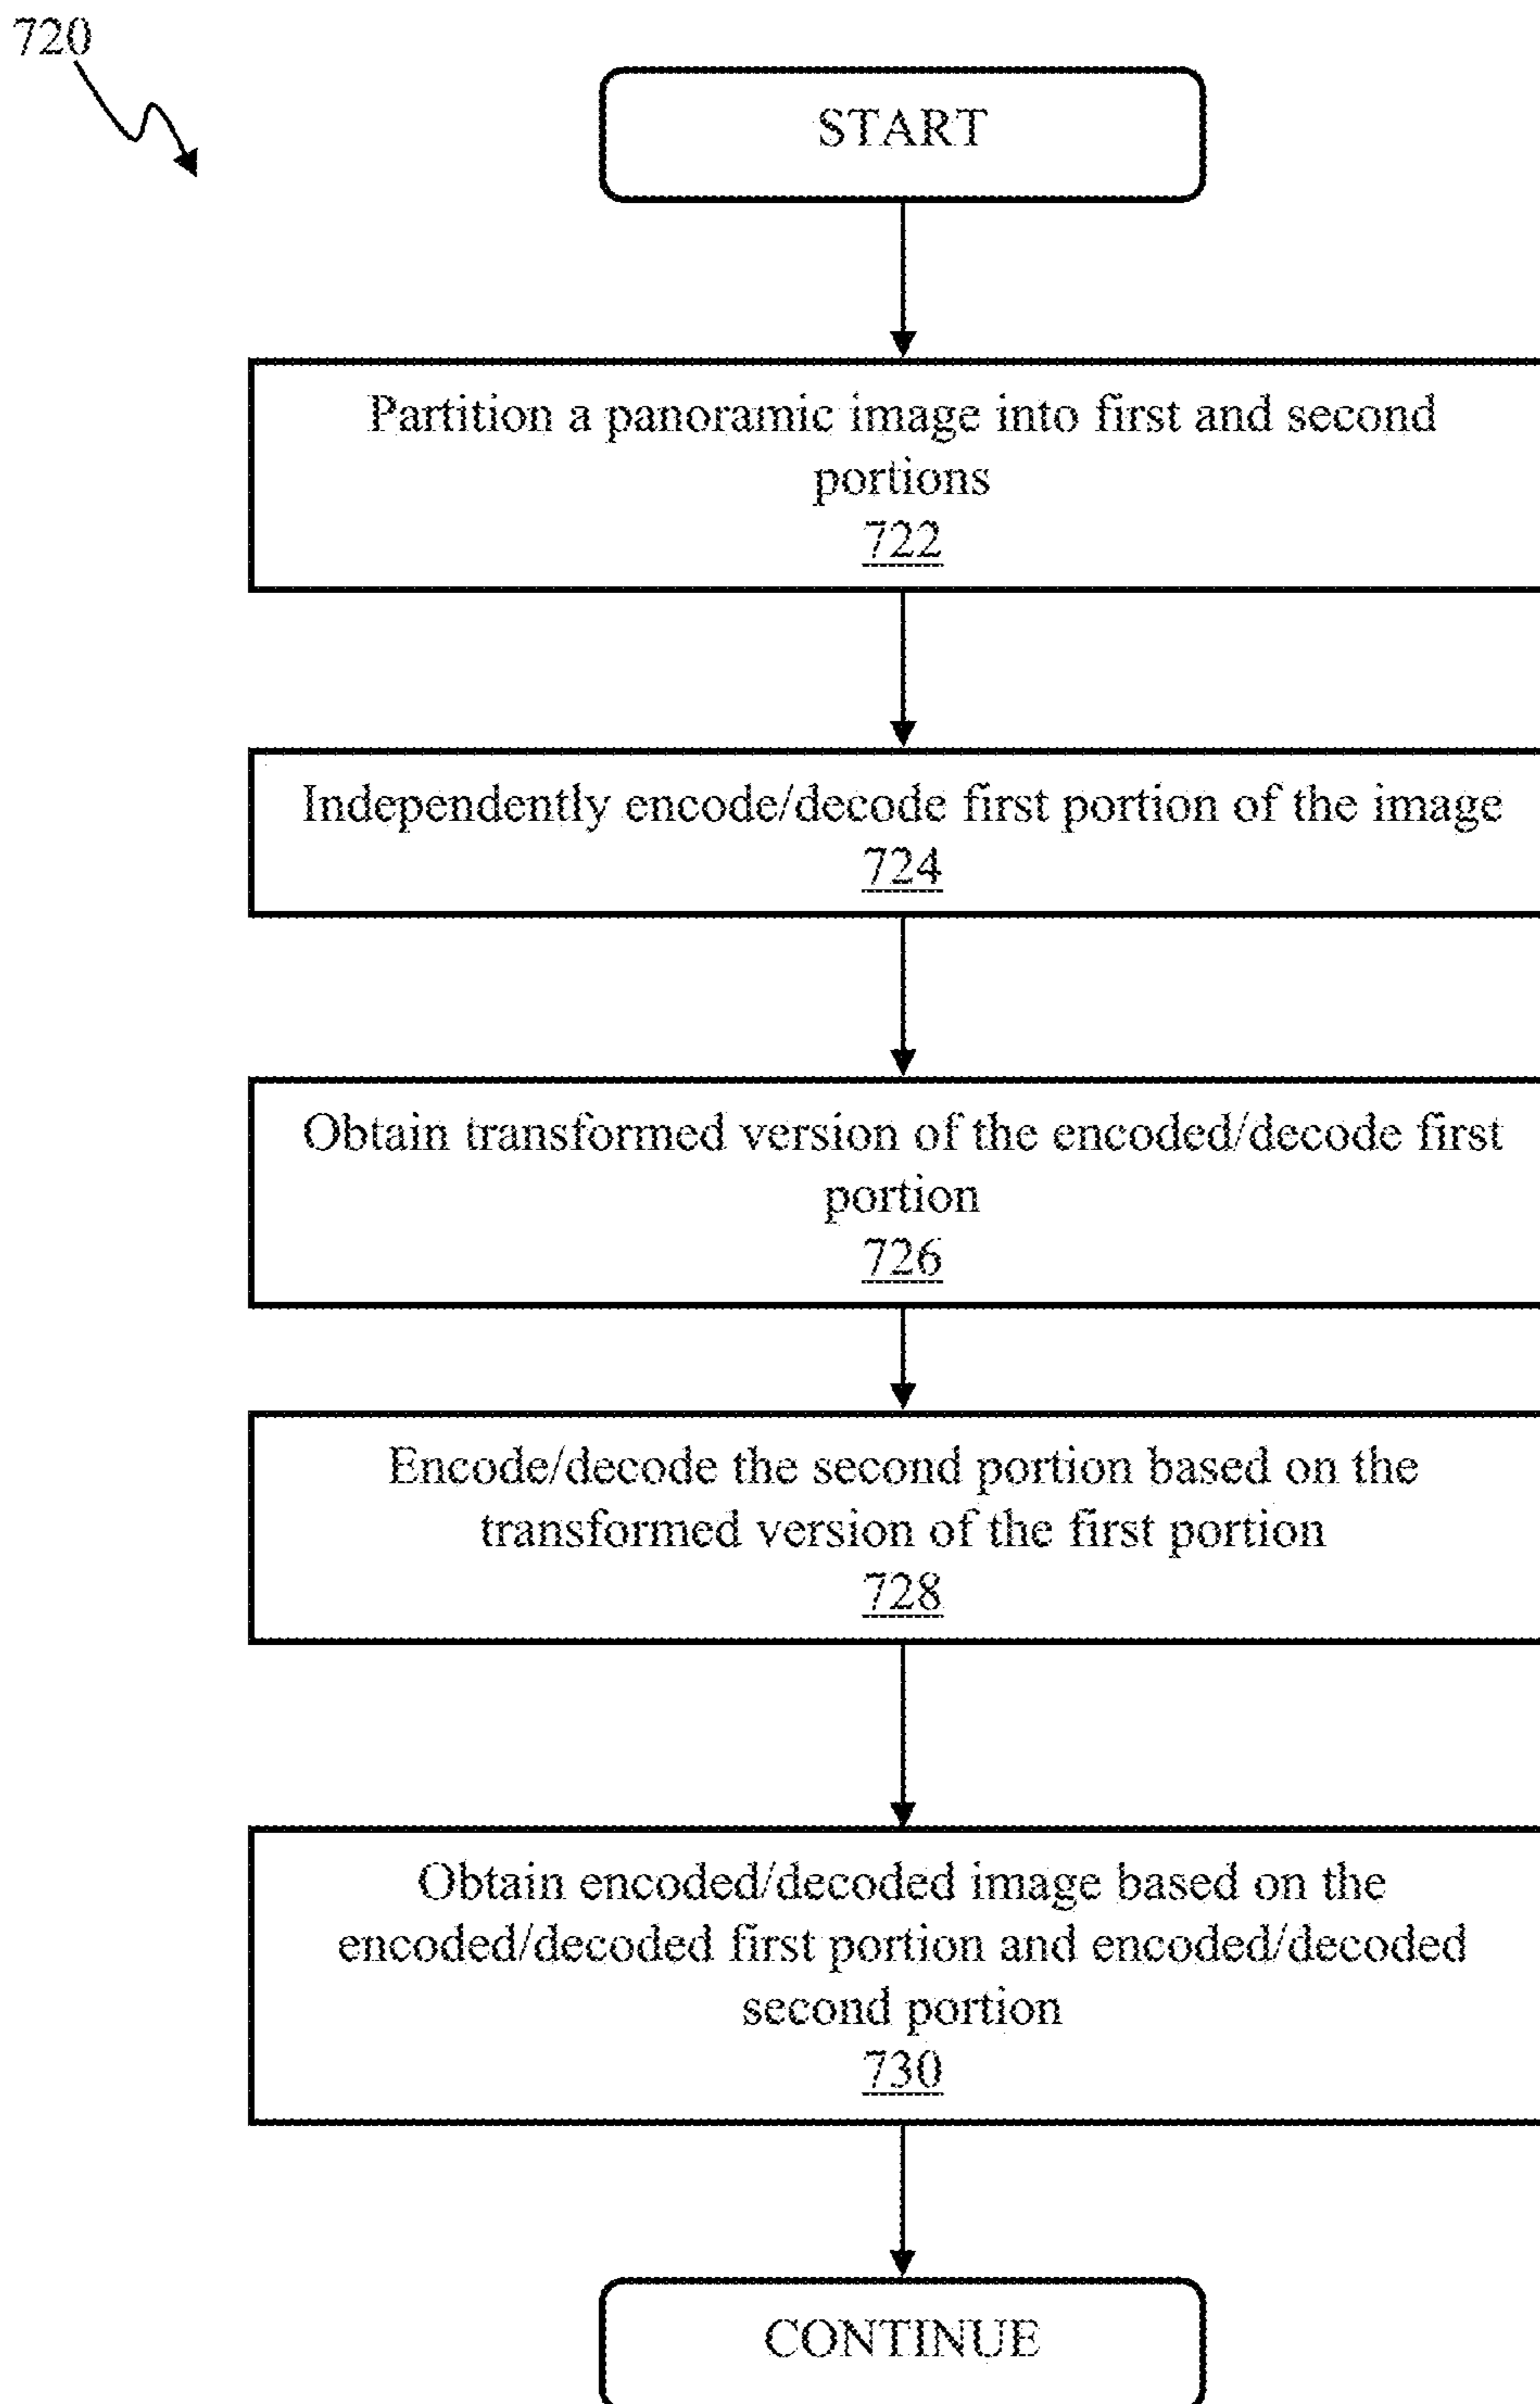 720
START
Partition a panoramic image into first and second
portions
722
Independently encode/decode first portion of the image
724
Obtain transformed version of the encoded/decode first
portion
726
Encode/decode the second portion based on the
transformed version of the first portion
728
Obtain encoded/decoded image based on the
encoded/decoded first portion and encoded/decoded
second portion
730
CONTINUE